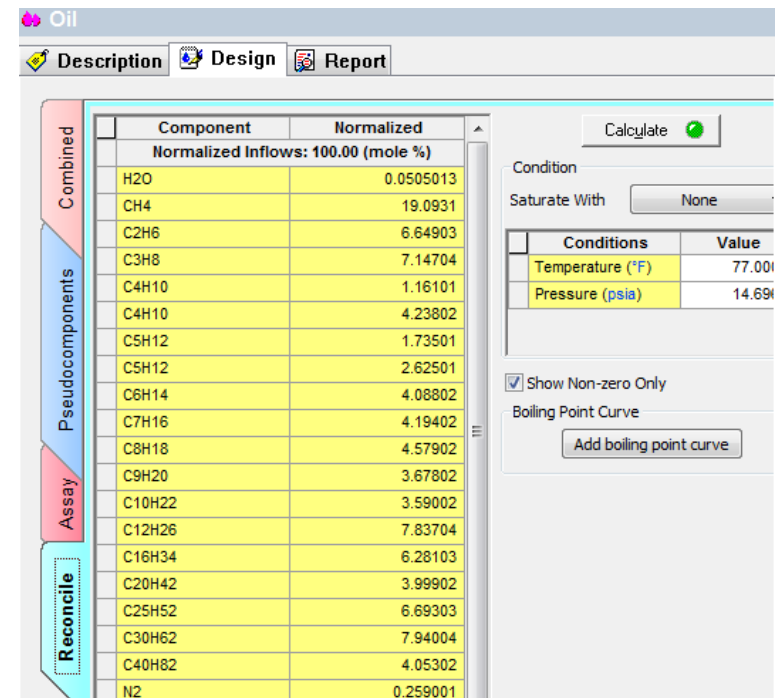 Oil
Description Design Report
Combined
Pseudocomponents
Assay
Reconcile
Component Normalized
Normalized Inflows: 100.00 (mole %)
H2O 0.0505013
CH4 19.0931
C2H6 6.64903
C3H8 7.14704
C4H10 1.16101
C4H10 4.23802
C5H12 1.73501
C5H12 2.62501
C6H14 4.08802
C7H16 4.19402
C8H18 4.57902
C9H20 3.67802
C10H22 3.59002
C12H26 7.83704
C16H34 6.28103
C20H42 3.99902
C25H52 6.69303
C30H62 7.94004
C40H82 4.05302
N2 0.259001
Calculate
Condition
Saturate With None
Conditions Value
Temperature (°F) 77.000
Pressure (psia) 14.696
Show Non-zero Only
Boiling Point Curve
Add boiling point curve